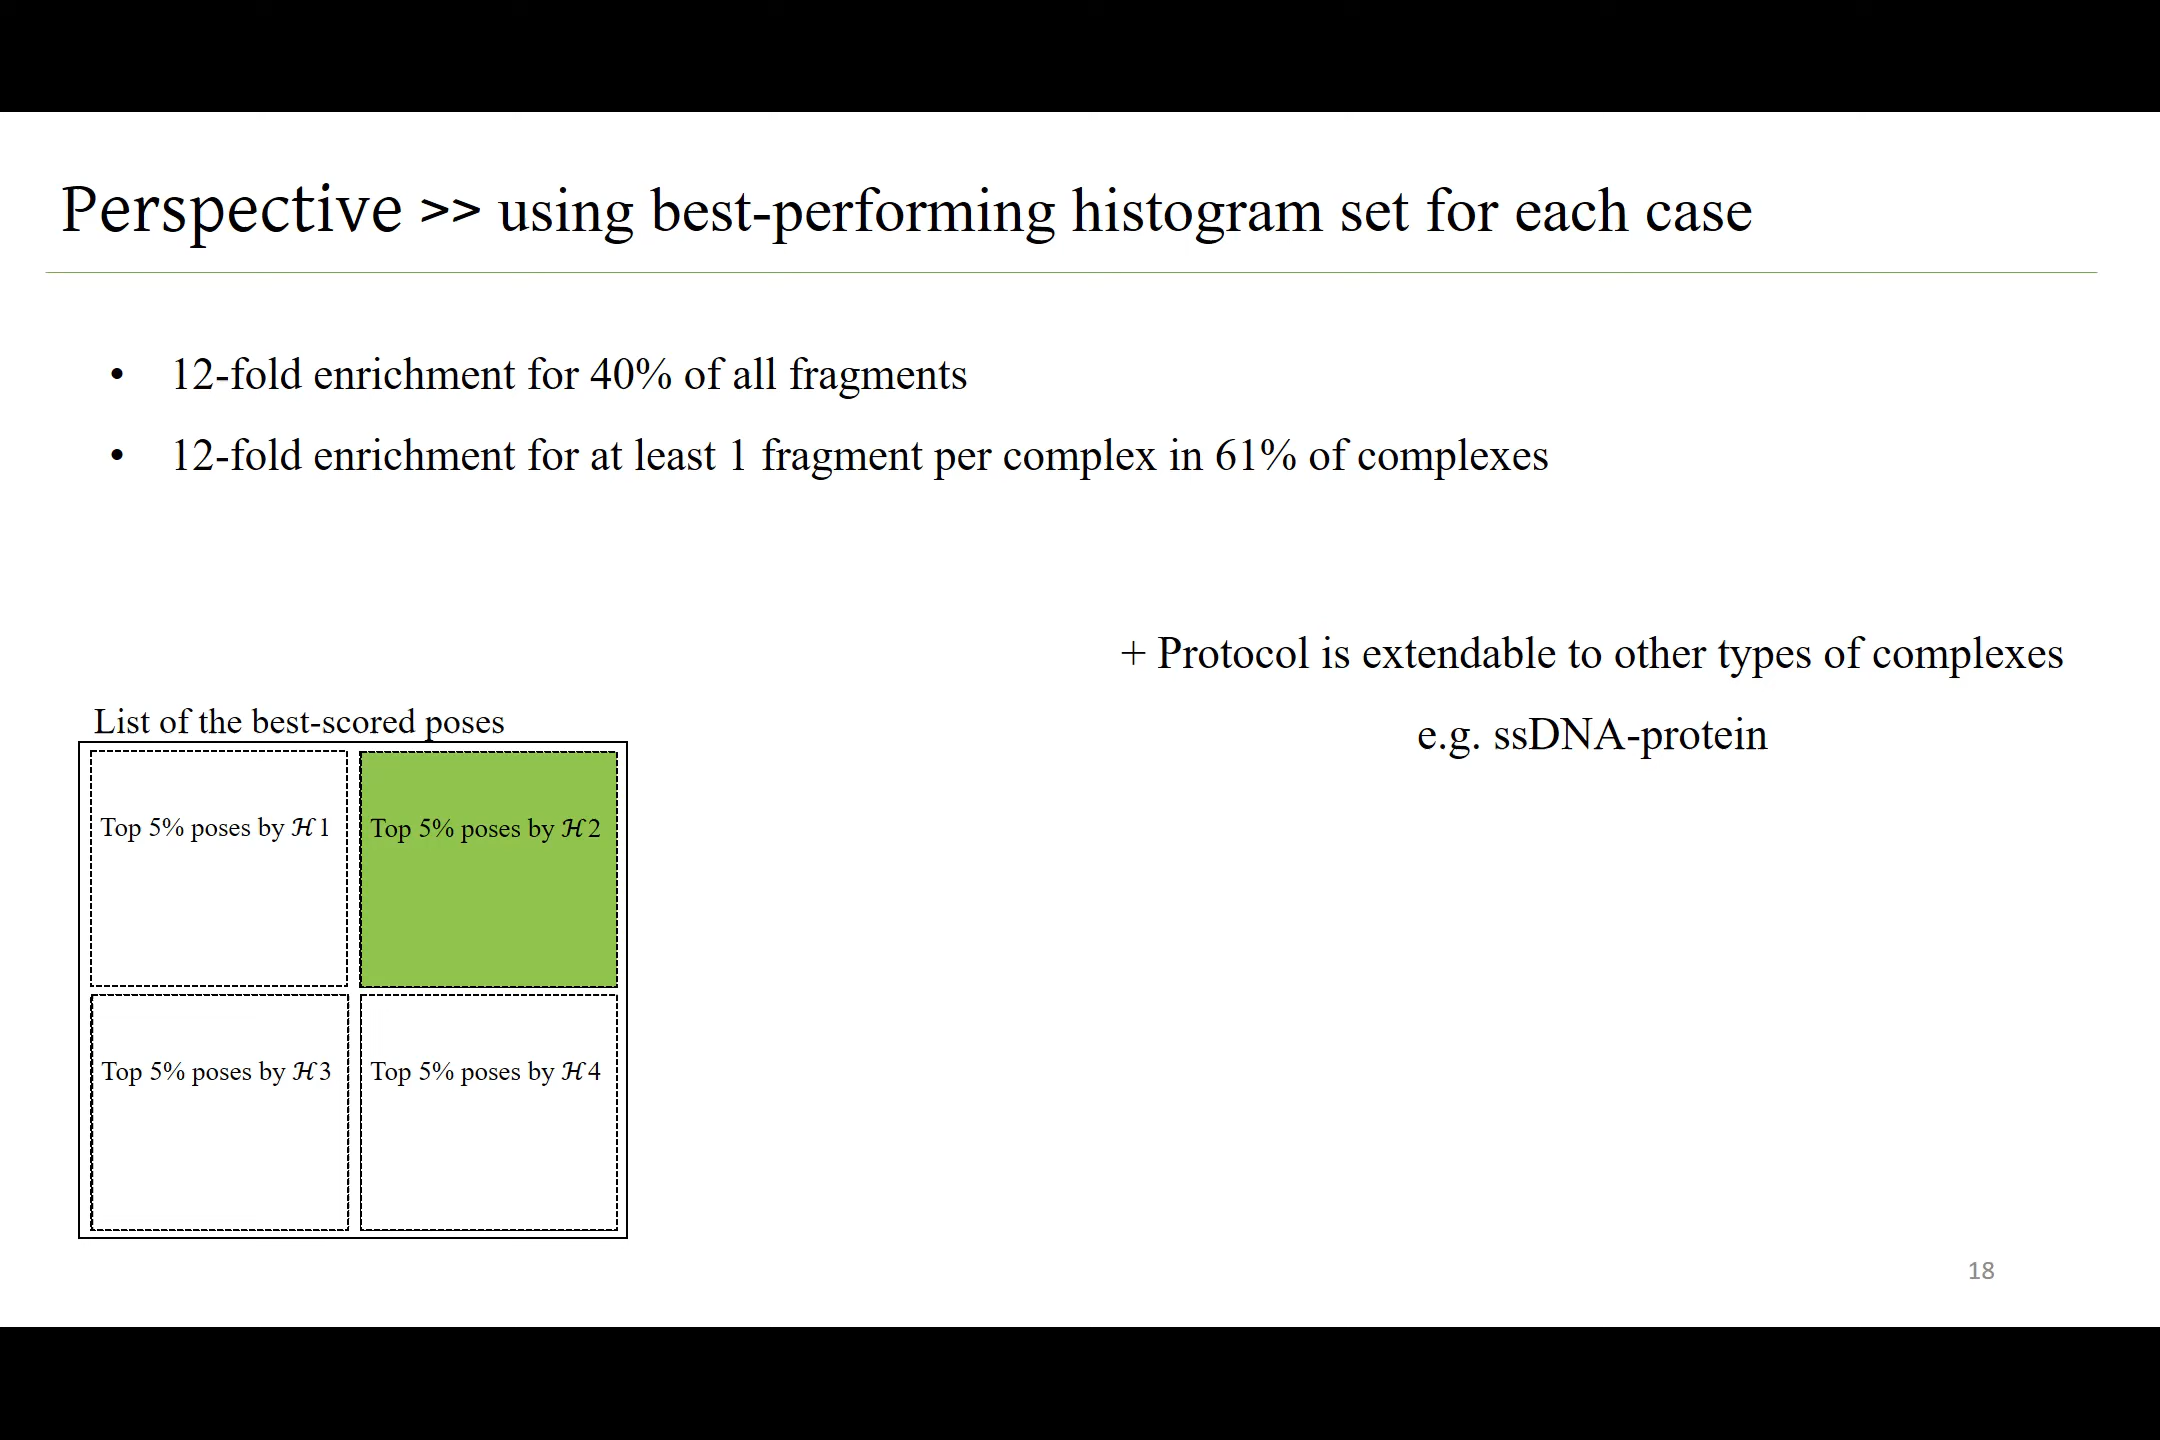 Perspective >> using best-performing histogram set for each case
• 12-fold enrichment for 40% of all fragments
• 12-fold enrichment for at least 1 fragment per complex in 61% of complexes
+ Protocol is extendable to other types of complexes
e.g. ssDNA-protein
List of the best-scored poses
Top 5% poses by ℋ1
Top 5% poses by ℋ2
Top 5% poses by ℋ3
Top 5% poses by ℋ4
18